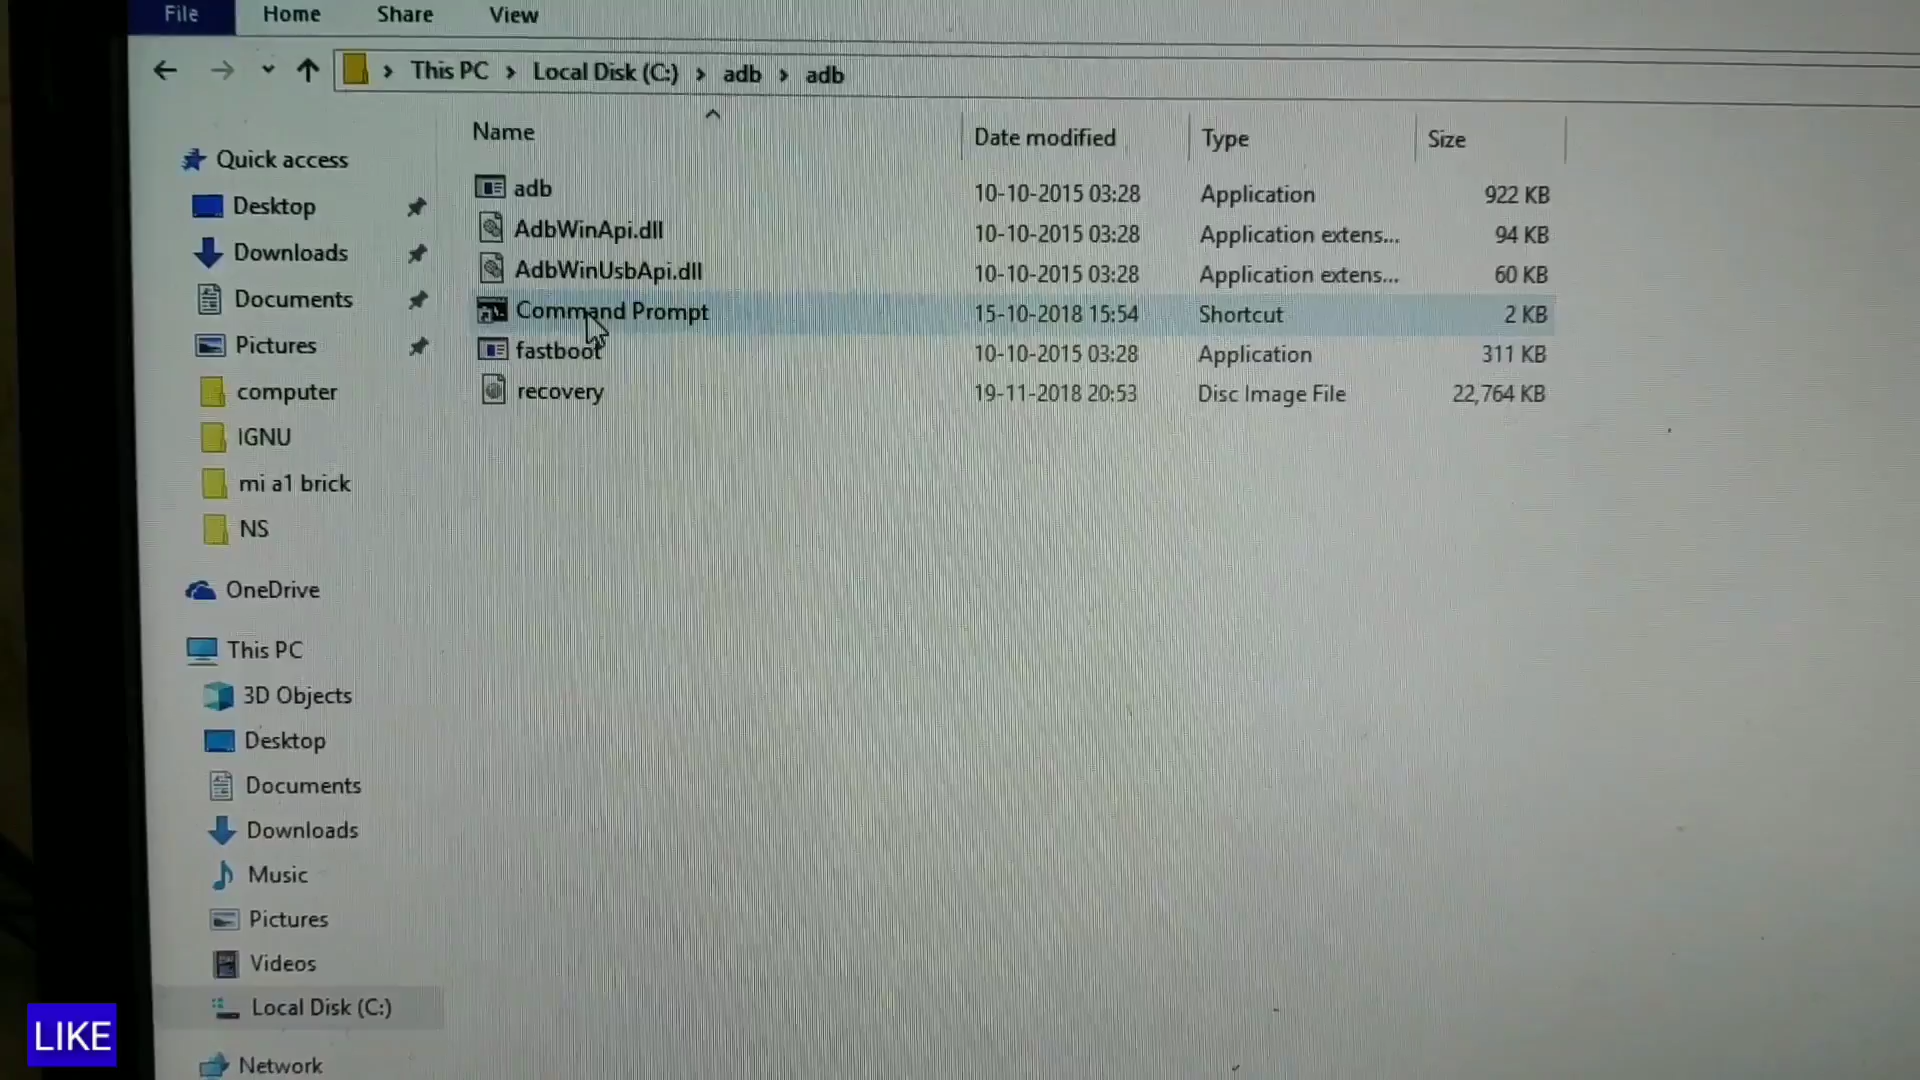 File Home Share View
This PC > Local Disk (C:) > adb > adb
Name Date modified Type Size
adb 10-10-2015 03:28 Application 922 KB
AdbWinApi.dll 10-10-2015 03:28 Application extens... 94 KB
AdbWinUsbApi.dll 10-10-2015 03:28 Application extens... 60 KB
Command Prompt 15-10-2018 15:54 Shortcut 2 KB
fastboot 10-10-2015 03:28 Application 311 KB
recovery 19-11-2018 20:53 Disc Image File 22,764 KB
Quick access
Desktop
Downloads
Documents
Pictures
computer
IGNU
mi a1 brick
NS
OneDrive
This PC
3D Objects
Desktop
Documents
Downloads
Music
Pictures
Videos
Local Disk (C:)
Network
LIKE